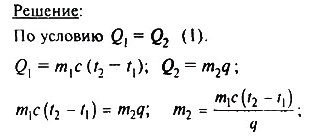 Решение:
По условию Q₁ = Q₂ (1).
Q₁ = m₁c (t₂ − t₁); Q₂ = m₂q;
m₁c (t₂ − t₁) = m₂q; m₂ = m₁c (t₂ − t₁) / q;